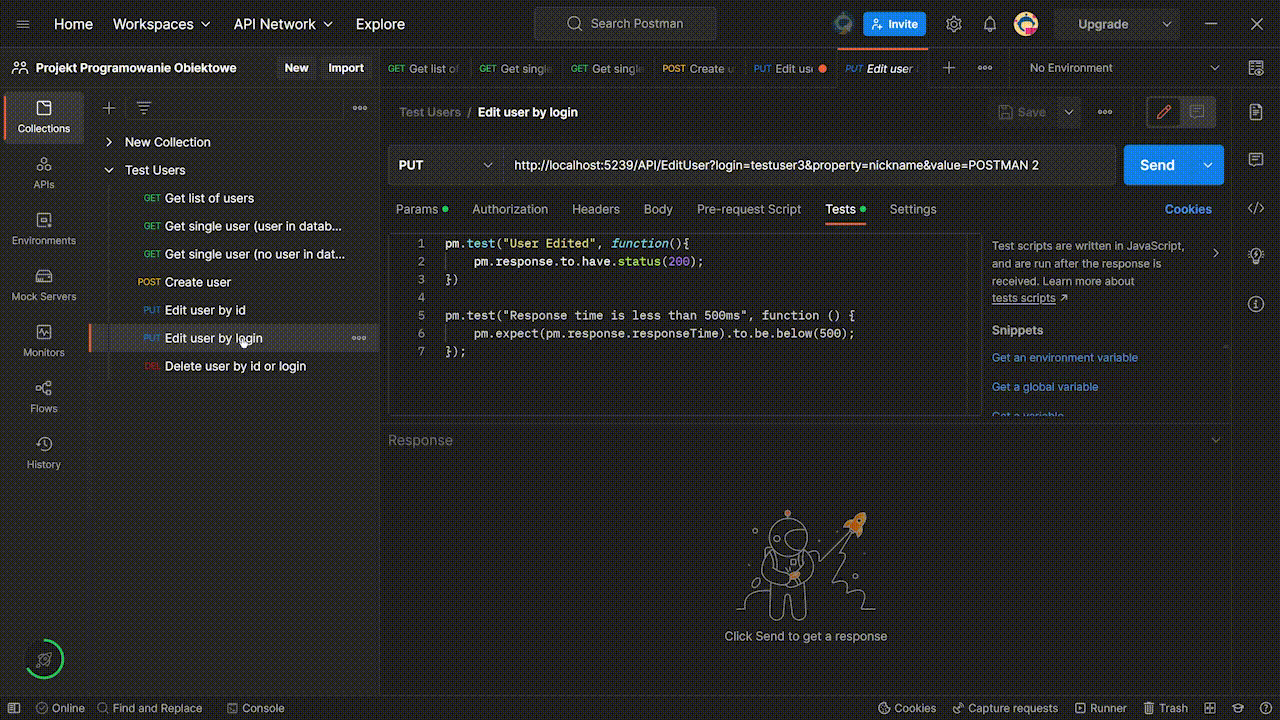 Home Workspaces API Network Explore Search Postman Invite Upgrade
Projekt Programowanie Obiektowe New Import GET Get list of GET Get single GET Get single POST Create u PUT Edit use PUT Edit user No Environment
Collections
APIs
Environments
Mock Servers
Monitors
Flows
History
New Collection
Test Users
GET Get list of users
GET Get single user (user in datab...
GET Get single user (no user in dat...
POST Create user
PUT Edit user by id
PUT Edit user by login
DEL Delete user by id or login
Test Users / Edit user by login Save
PUT http://localhost:5239/API/EditUser?login=testuser3&property=nickname&value=POSTMAN 2 Send
Params Authorization Headers Body Pre-request Script Tests Settings Cookies
1 pm.test("User Edited", function(){
2 pm.response.to.have.status(200);
3 })
4
5 pm.test("Response time is less than 500ms", function () {
6 pm.expect(pm.response.responseTime).to.be.below(500);
7 });
Test scripts are written in JavaScript,
and are run after the response is
received. Learn more about
tests scripts ↗
Snippets
Get an environment variable
Get a global variable
Get a variable
Response
Click Send to get a response
Online Find and Replace Console Cookies Capture requests Runner Trash